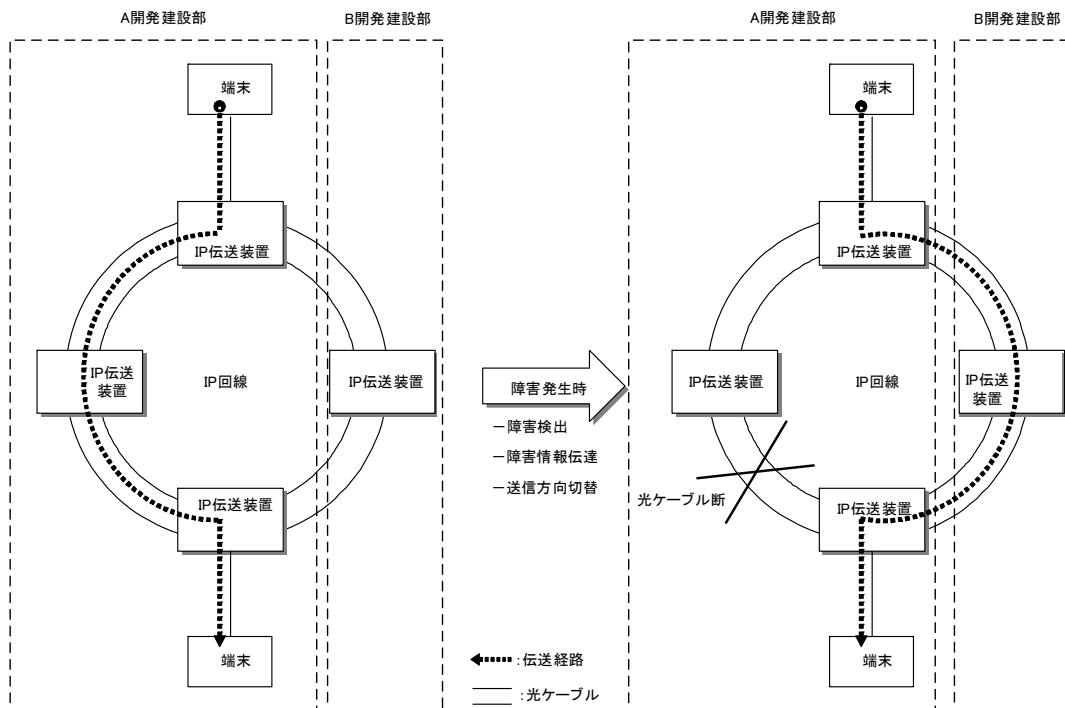 A開発建設部
B開発建設部
端末
IP伝送装置
IP伝送
装置
IP回線
IP伝送装置
IP伝送装置
端末
障害発生時
－障害検出
－障害情報伝達
－送信方向切替
:伝送経路
:光ケーブル
A開発建設部
B開発建設部
端末
IP伝送装置
IP伝送装置
IP回線
IP伝送
装置
光ケーブル断
IP伝送装置
端末